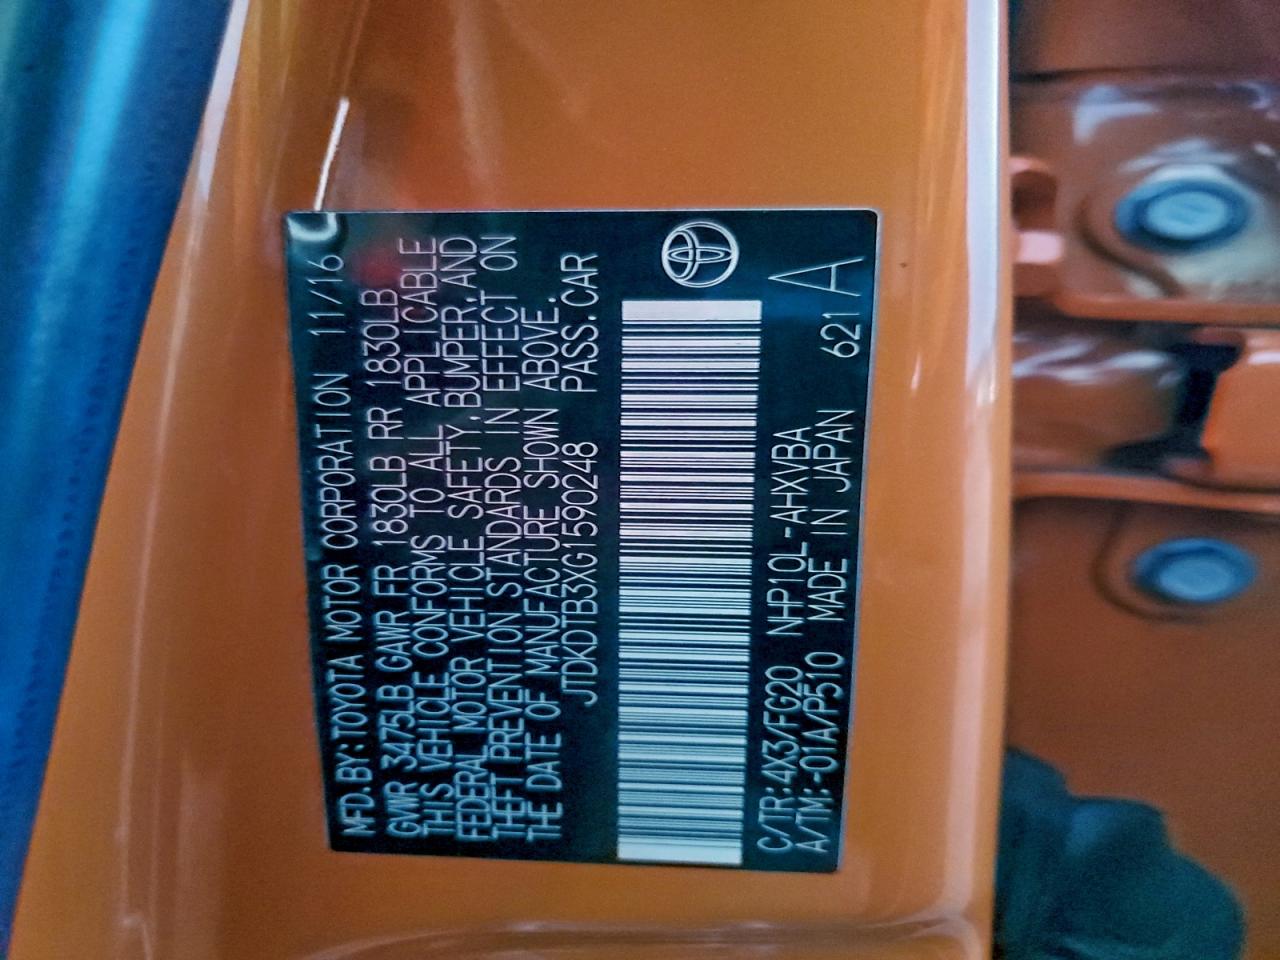 MFD.BY:TOYOTA MOTOR CORPORATION 11/16
GVWR 3475LB GAWR FR 1830LB RR 1830LB
THIS VEHICLE CONFORMS TO ALL APPLICABLE
FEDERAL MOTOR VEHICLE SAFETY, BUMPER, AND
THEFT PREVENTION STANDARDS IN EFFECT ON
THE DATE OF MANUFACTURE SHOWN ABOVE.
JTDKDTB3XG1590248 PASS.CAR
C/TR:4X3/FG20 NHP10L-AHXVBA
A/TM:-01A/P510 MADE IN JAPAN 621 A